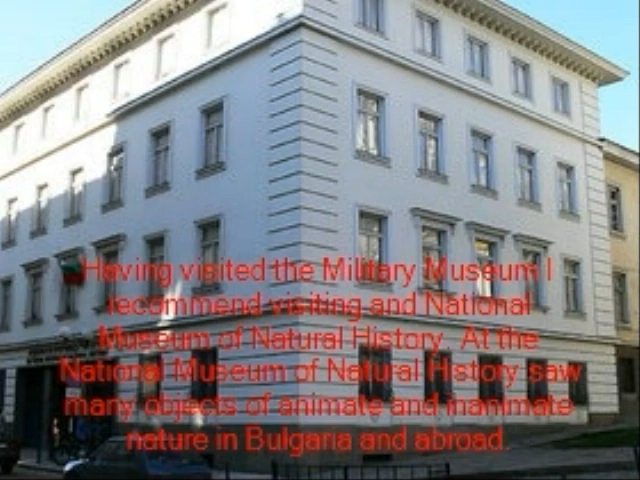 Having visited the Military Museum I
recommend visiting and National
Museum of Natural History. At the
National Museum of Natural History saw
many objects of animate and inanimate
nature in Bulgaria and abroad.